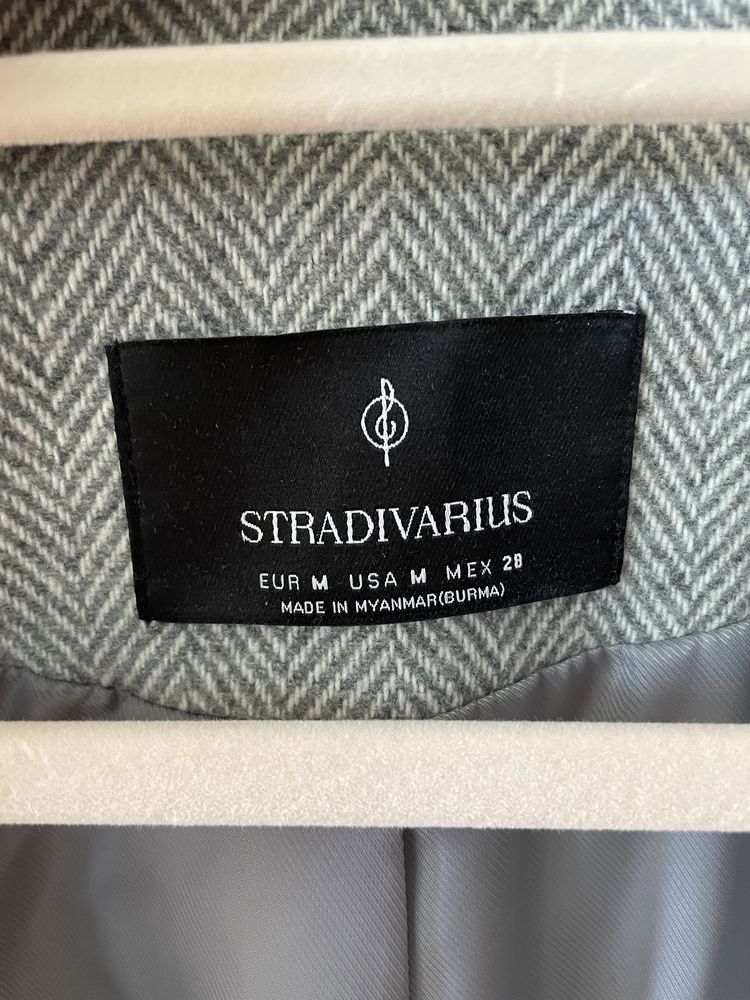 STRADIVARIUS
EUR M USA M MEX 28
MADE IN MYANMAR(BURMA)